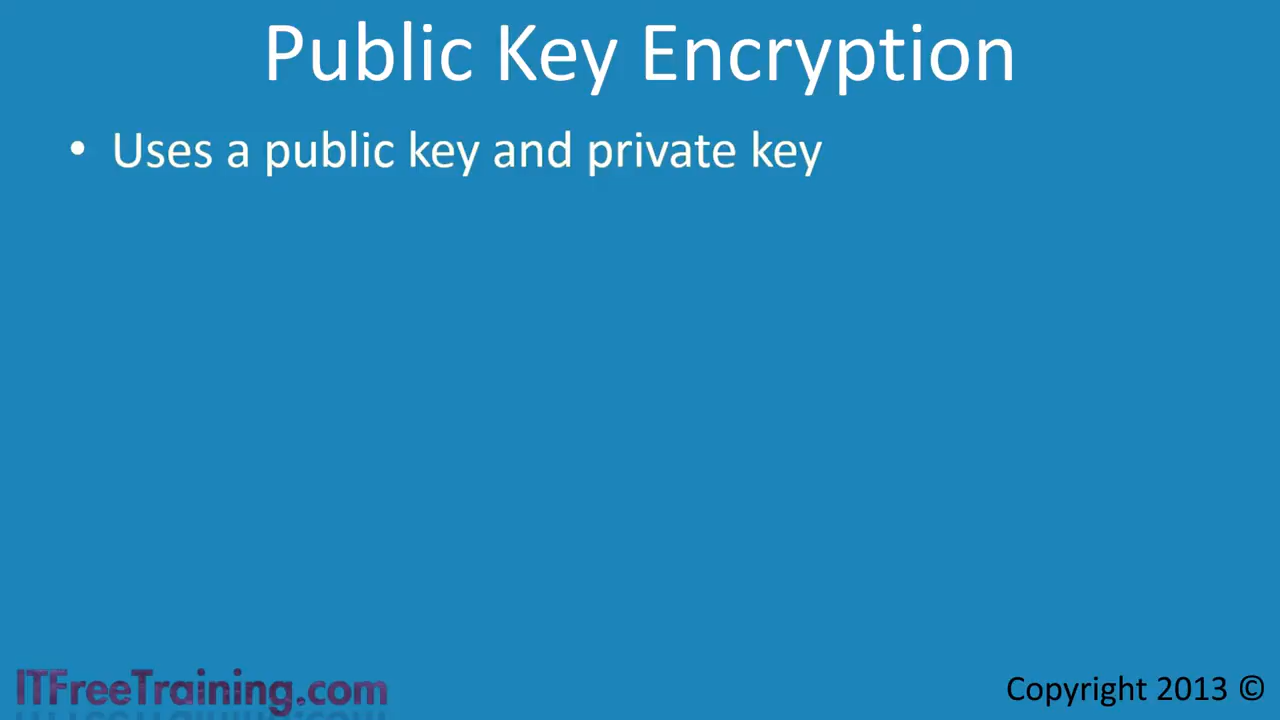 Public Key Encryption
• Uses a public key and private key
ITFreeTraining.com
Copyright 2013 ©